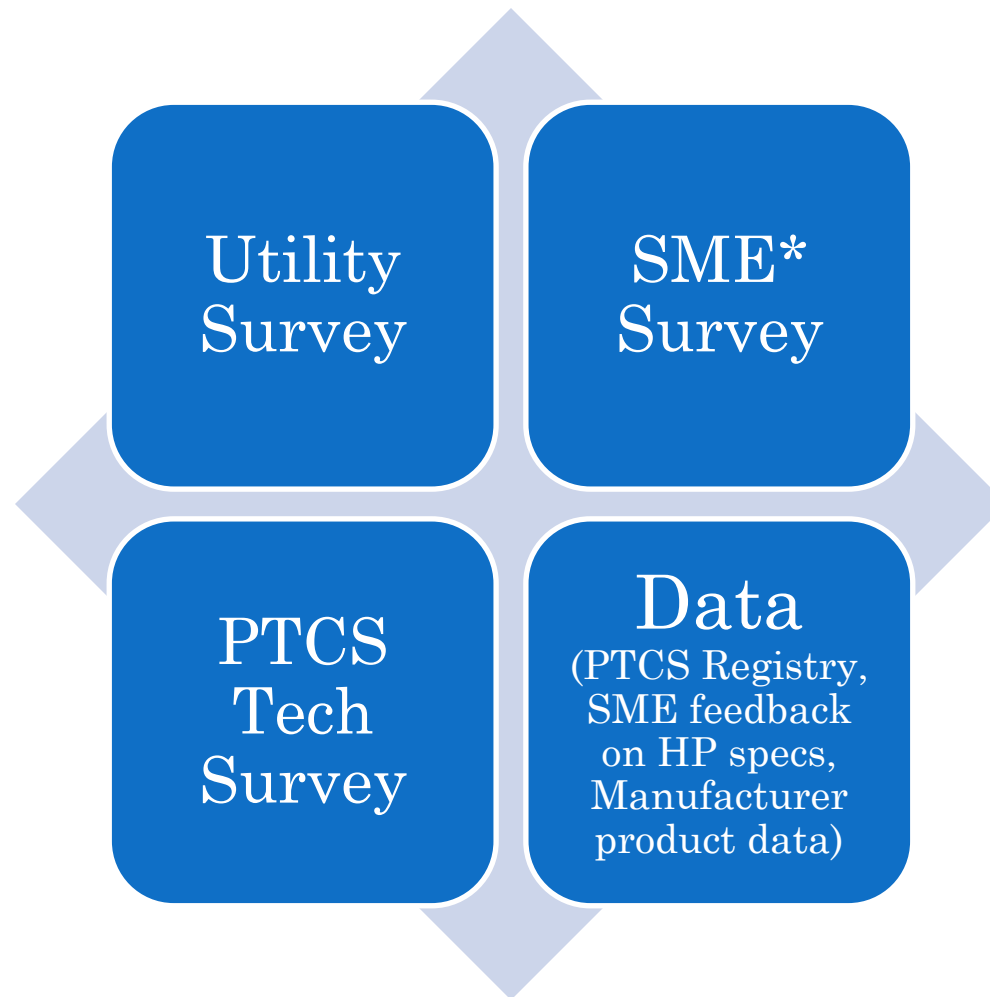 Utility
Survey
SME*
Survey
PTCS
Tech
Survey
Data
(PTCS Registry,
SME feedback
on HP specs,
Manufacturer
product data)